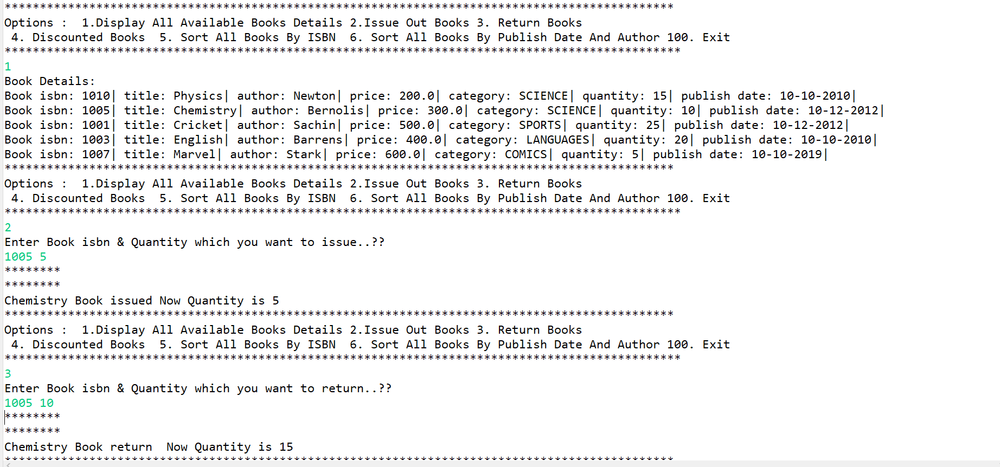 ***********************************************************************************************
Options :  1.Display All Available Books Details 2.Issue Out Books 3. Return Books
 4. Discounted Books  5. Sort All Books By ISBN  6. Sort All Books By Publish Date And Author 100. Exit
************************************************************************************************
1
Book Details:
Book isbn: 1010| title: Physics| author: Newton| price: 200.0| category: SCIENCE| quantity: 15| publish date: 10-10-2010|
Book isbn: 1005| title: Chemistry| author: Bernolis| price: 300.0| category: SCIENCE| quantity: 10| publish date: 10-12-2012|
Book isbn: 1001| title: Cricket| author: Sachin| price: 500.0| category: SPORTS| quantity: 25| publish date: 10-12-2012|
Book isbn: 1003| title: English| author: Barrens| price: 400.0| category: LANGUAGES| quantity: 20| publish date: 10-10-2010|
Book isbn: 1007| title: Marvel| author: Stark| price: 600.0| category: COMICS| quantity: 5| publish date: 10-10-2019|
***********************************************************************************************
Options :  1.Display All Available Books Details 2.Issue Out Books 3. Return Books
 4. Discounted Books  5. Sort All Books By ISBN  6. Sort All Books By Publish Date And Author 100. Exit
************************************************************************************************
2
Enter Book isbn & Quantity which you want to issue..??
1005 5
********
********
Chemistry Book issued Now Quantity is 5
***********************************************************************************************
Options :  1.Display All Available Books Details 2.Issue Out Books 3. Return Books
 4. Discounted Books  5. Sort All Books By ISBN  6. Sort All Books By Publish Date And Author 100. Exit
************************************************************************************************
3
Enter Book isbn & Quantity which you want to return..??
1005 10
********
********
Chemistry Book return  Now Quantity is 15
***********************************************************************************************